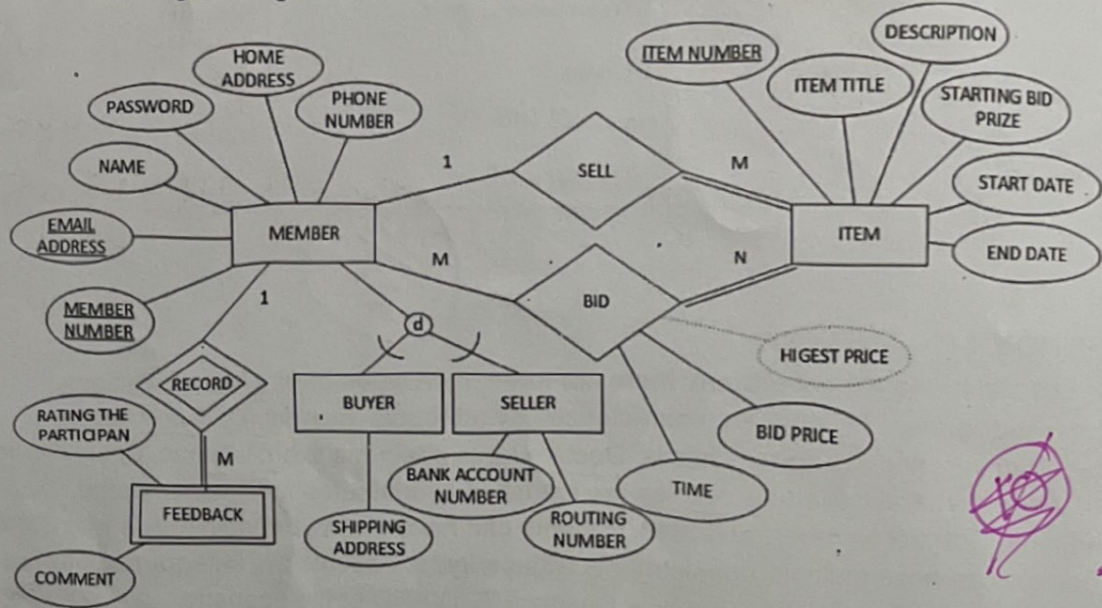 DESCRIPTION
HOME
ADDRESS
ITEM NUMBER
ITEM TITLE
STARTING BID
PRIZE
PASSWORD
PHONE
NUMBER
NAME
1
SELL
M
START DATE
EMAIL
ADDRESS
MEMBER
ITEM
END DATE
M
N
MEMBER
NUMBER
1
BID
d
HIGEST PRICE
RECORD
BUYER
SELLER
RATING THE
PARTICIPAN
BID PRICE
M
BANK ACCOUNT
NUMBER
TIME
FEEDBACK
SHIPPING
ADDRESS
ROUTING
NUMBER
COMMENT